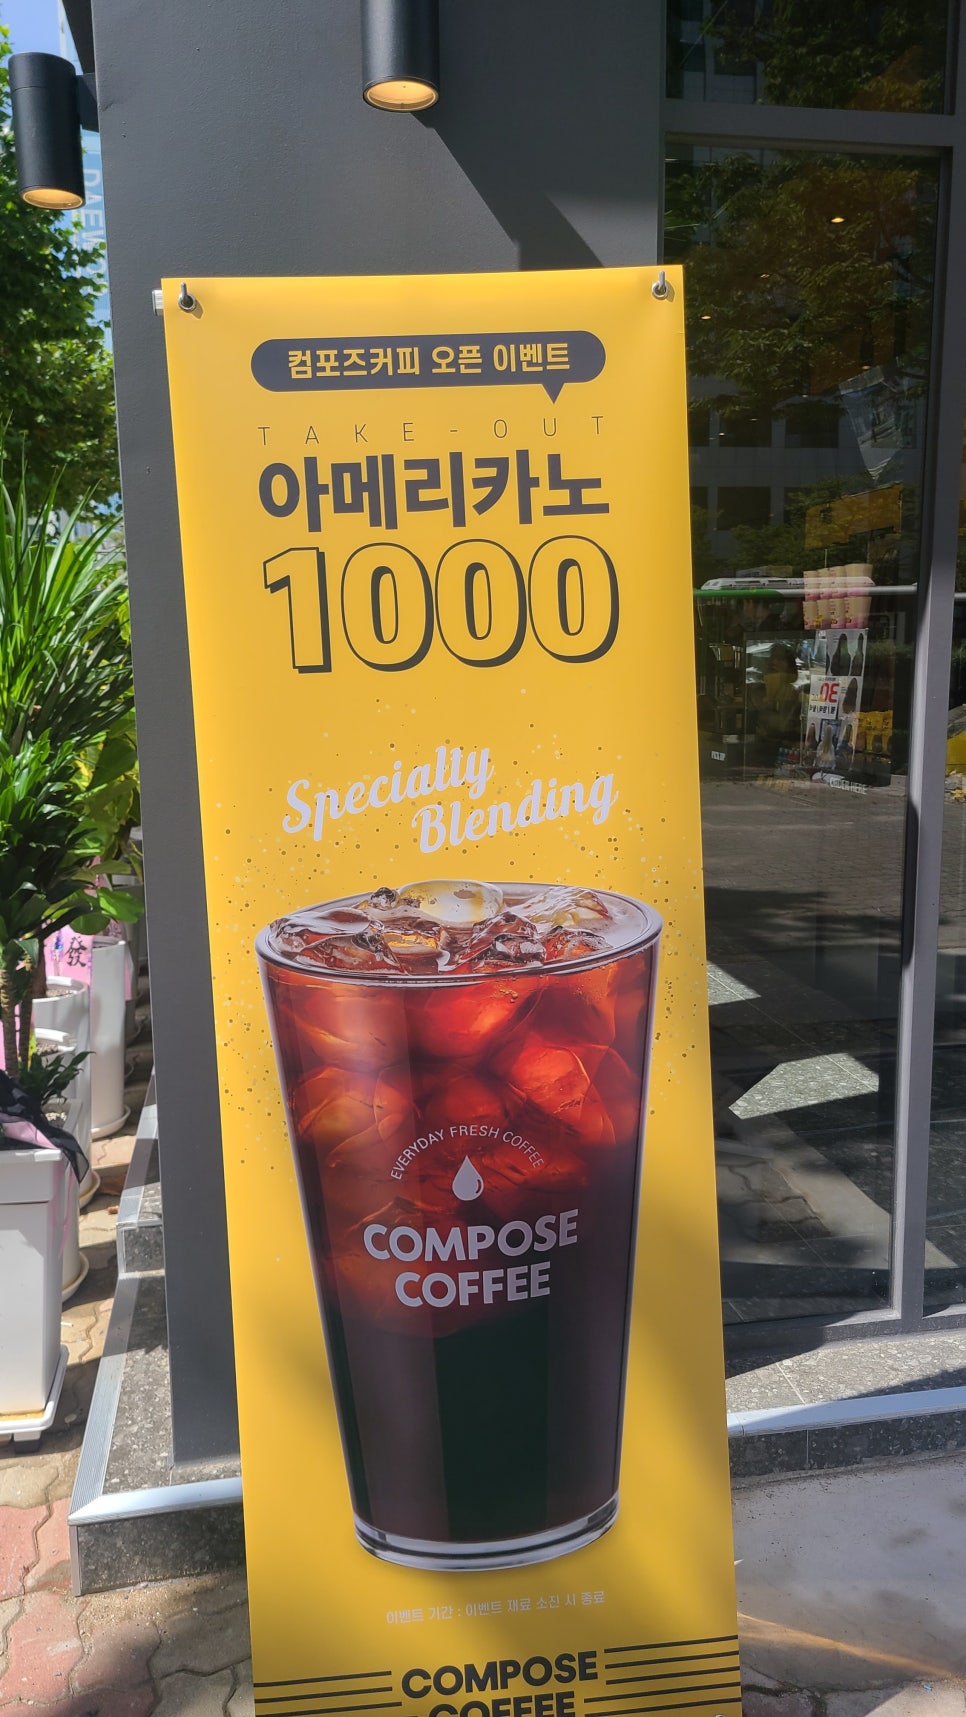 DAEWOO
컴포즈커피 오픈 이벤트
TAKE-OUT
아메리카노
1000
Specialty
Blending
EVERYDAY FRESH COFFEE
COMPOSE
COFFEE
이벤트 기간 : 이벤트 재료 소진 시 종료
COMPOSE
COFFEE
發